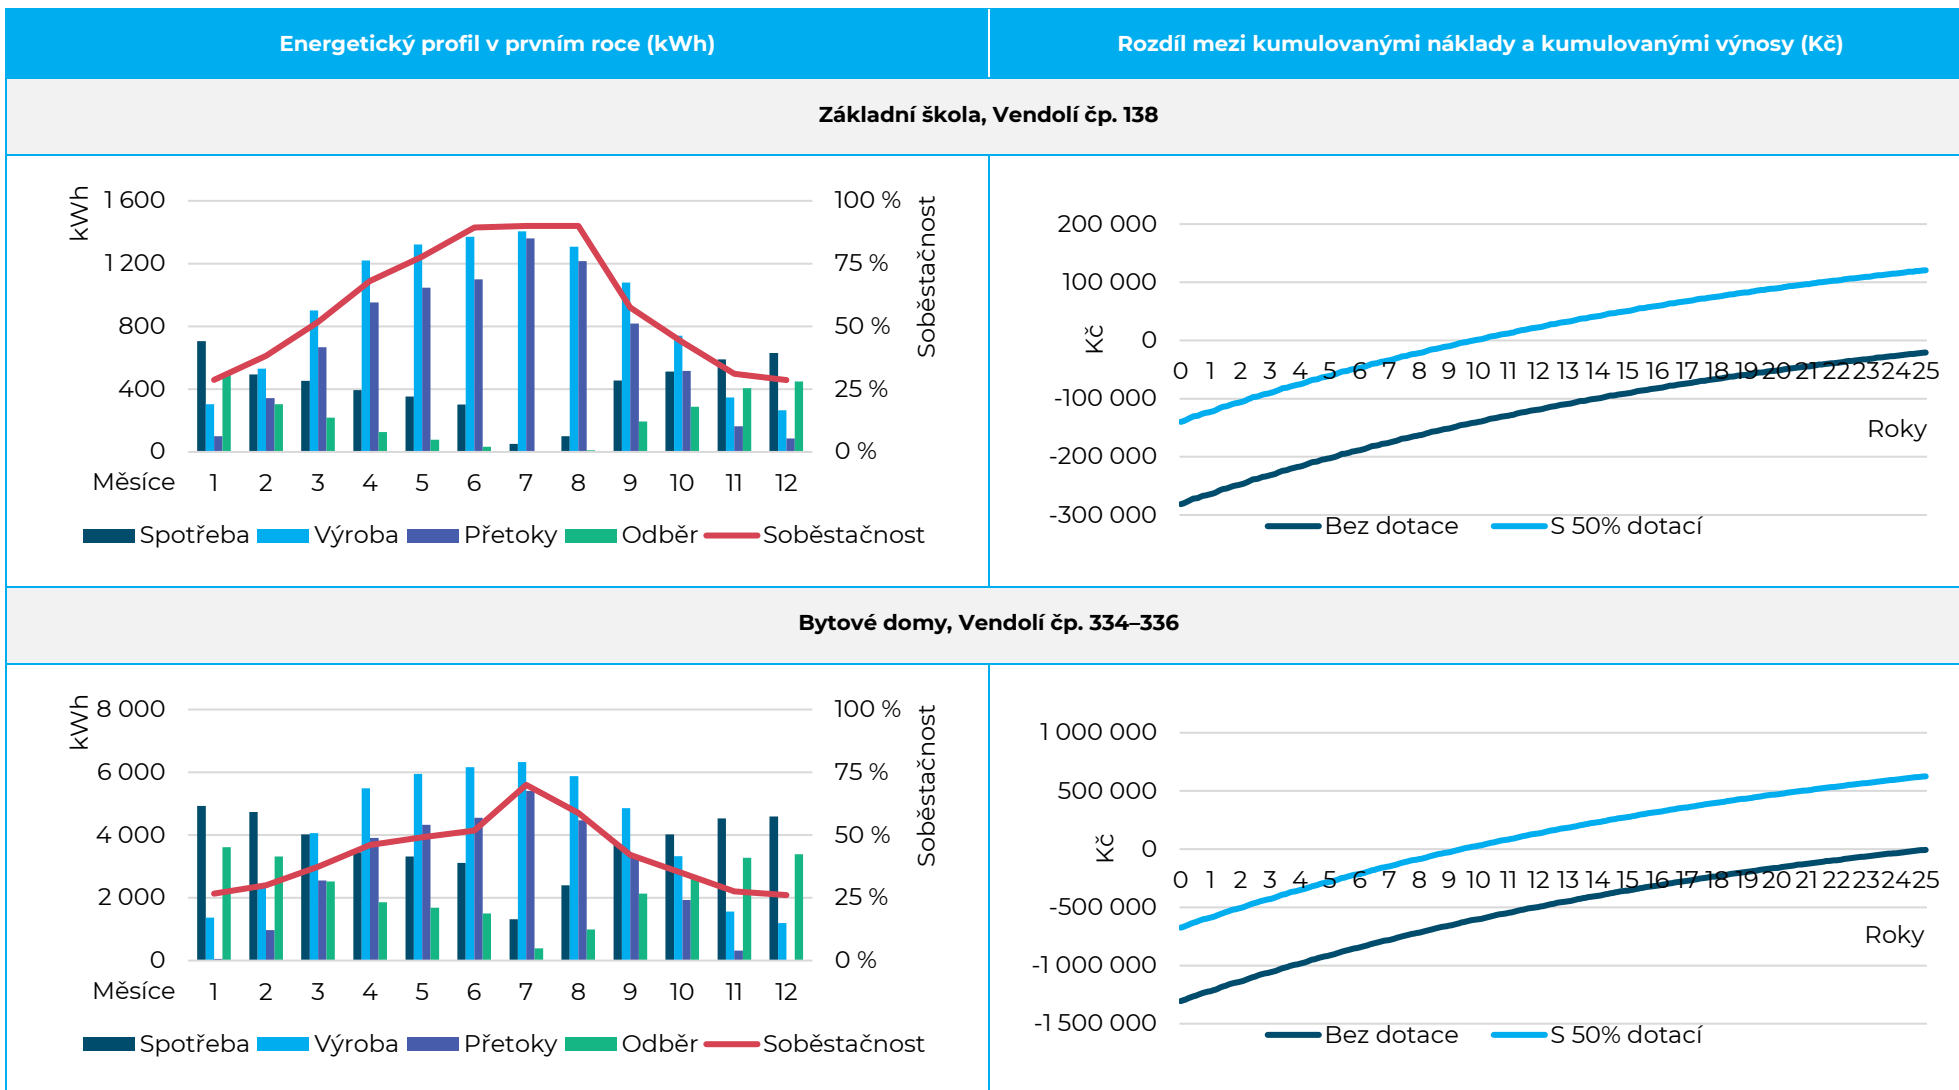 Energetický profil v prvním roce (kWh)
Rozdíl mezi kumulovanými náklady a kumulovanými výnosy (Kč)
Základní škola, Vendolí čp. 138
kWh
1 600
1 200
800
400
0
100 %
75 %
50 %
25 %
0 %
Soběstačnost
Měsíce 1 2 3 4 5 6 7 8 9 10 11 12
Spotřeba Výroba Přetoky Odběr Soběstačnost
200 000
100 000
0
-100 000
-200 000
-300 000
Kč
0 1 2 3 4 5 6 7 8 9 10 11 12 13 14 15 16 17 18 19 20 21 22 23 24 25
Roky
Bez dotace S 50% dotací
Bytové domy, Vendolí čp. 334–336
kWh
8 000
6 000
4 000
2 000
0
100 %
75 %
50 %
25 %
0 %
Soběstačnost
Měsíce 1 2 3 4 5 6 7 8 9 10 11 12
Spotřeba Výroba Přetoky Odběr Soběstačnost
1 000 000
500 000
0
-500 000
-1 000 000
-1 500 000
Kč
0 1 2 3 4 5 6 7 8 9 10 11 12 13 14 15 16 17 18 19 20 21 22 23 24 25
Roky
Bez dotace S 50% dotací